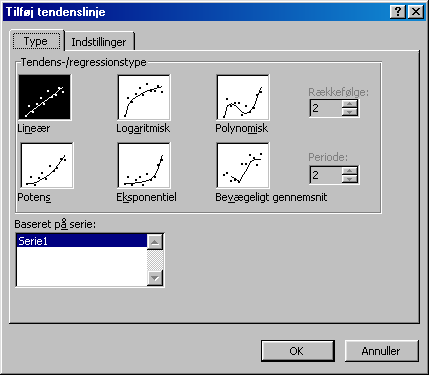 Tilføj tendenslinje
Type
Indstillinger
Tendens-/regressionstype
Lineær
Logaritmisk
Polynomisk
Rækkefølge:
2
Potens
Eksponentiel
Bevægeligt gennemsnit
Periode:
2
Baseret på serie:
Serie1
OK
Annuller